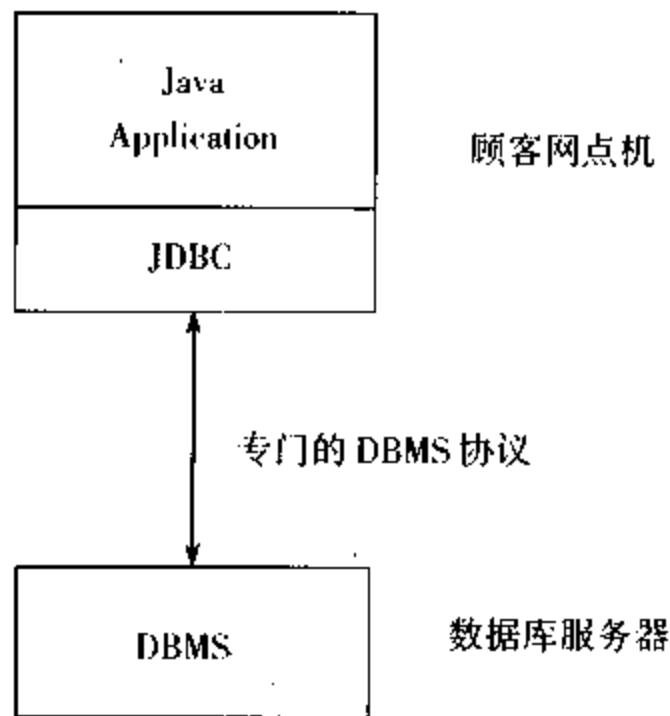 Java
Application
顾客网点机
JDBC
专门的 DBMS 协议
DBMS
数据库服务器